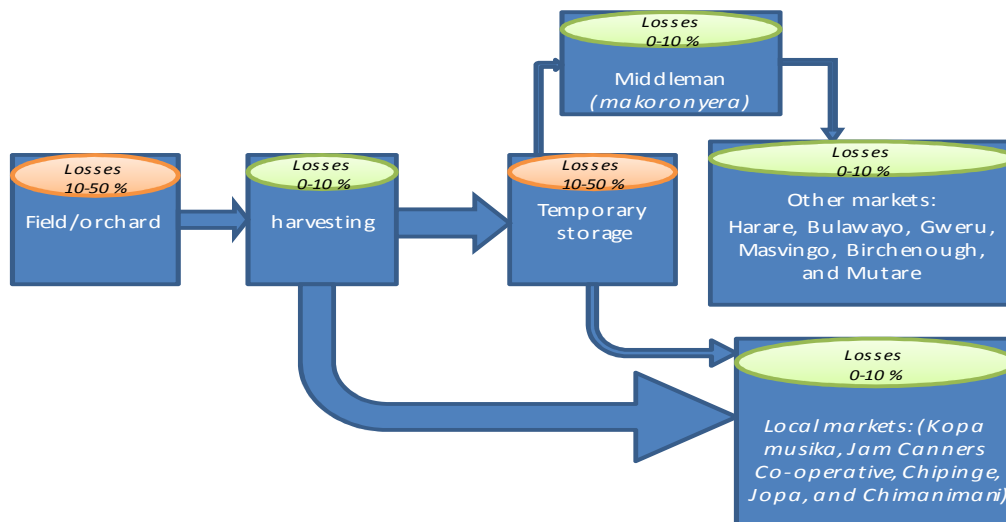 Losses
10-50 %
Field/orchard
Losses
0-10 %
harvesting
Losses
10-50 %
Temporary
storage
Losses
0-10 %
Middleman
(makoronyera)
Losses
0-10 %
Other markets:
Harare, Bulawayo, Gweru,
Masvingo, Birchenough,
and Mutare
Losses
0-10 %
Local markets: (Kopa
musika, Jam Canners
Co-operative, Chipinge,
Jopa, and Chimanimani)